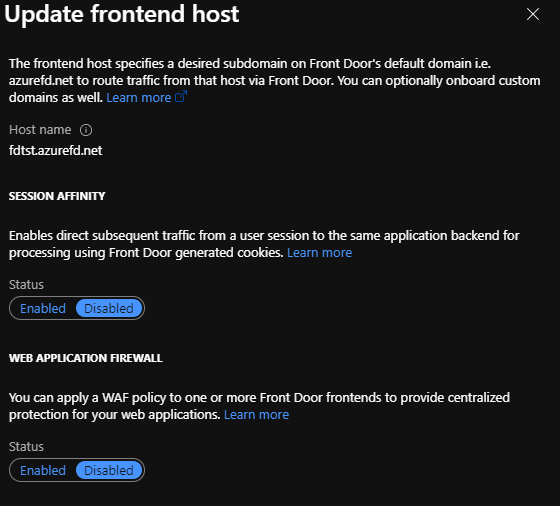 Update frontend host
The frontend host specifies a desired subdomain on Front Door's default domain i.e.
azurefd.net to route traffic from that host via Front Door. You can optionally onboard custom
domains as well. Learn more
Host name
fdtst.azurefd.net
SESSION AFFINITY
Enables direct subsequent traffic from a user session to the same application backend for
processing using Front Door generated cookies. Learn more
Status
Enabled Disabled
WEB APPLICATION FIREWALL
You can apply a WAF policy to one or more Front Door frontends to provide centralized
protection for your web applications. Learn more
Status
Enabled Disabled